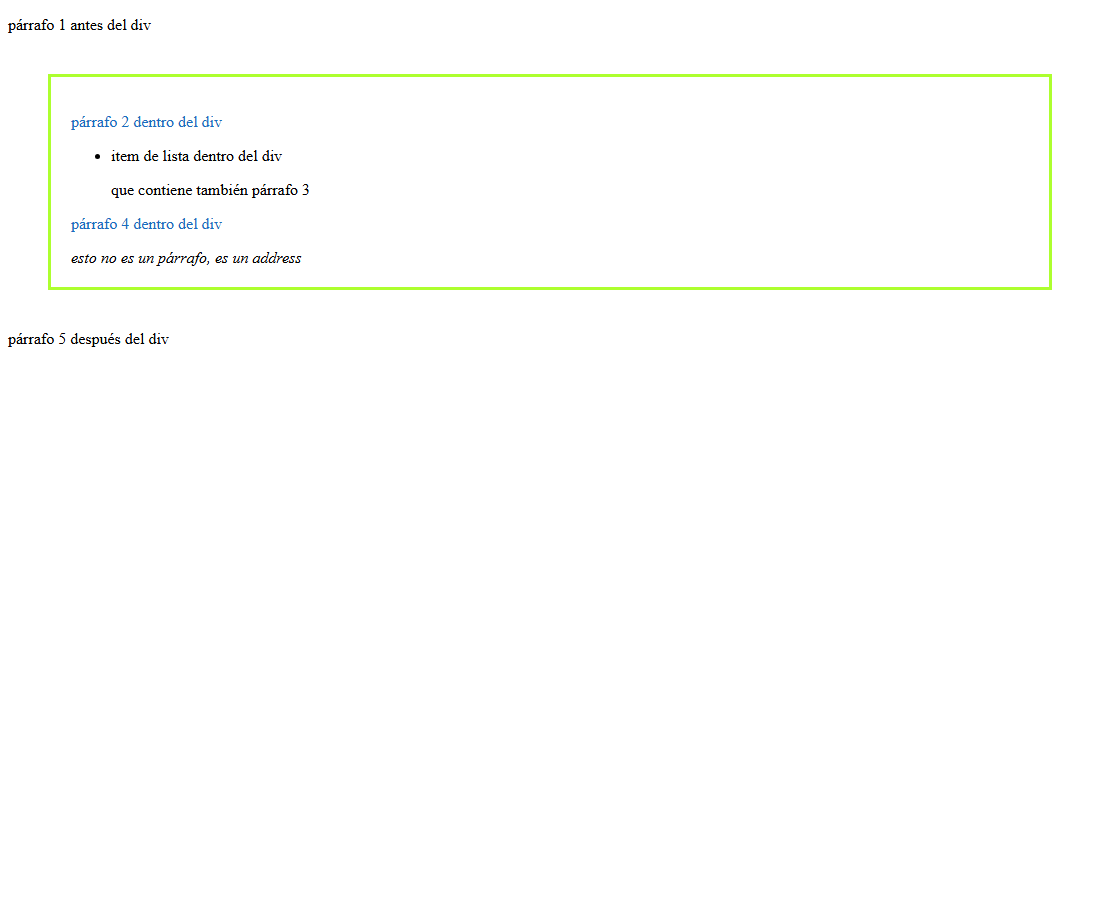 párrafo 1 antes del div
párrafo 2 dentro del div
item de lista dentro del div
que contiene también párrafo 3
párrafo 4 dentro del div
esto no es un párrafo, es un address
párrafo 5 después del div